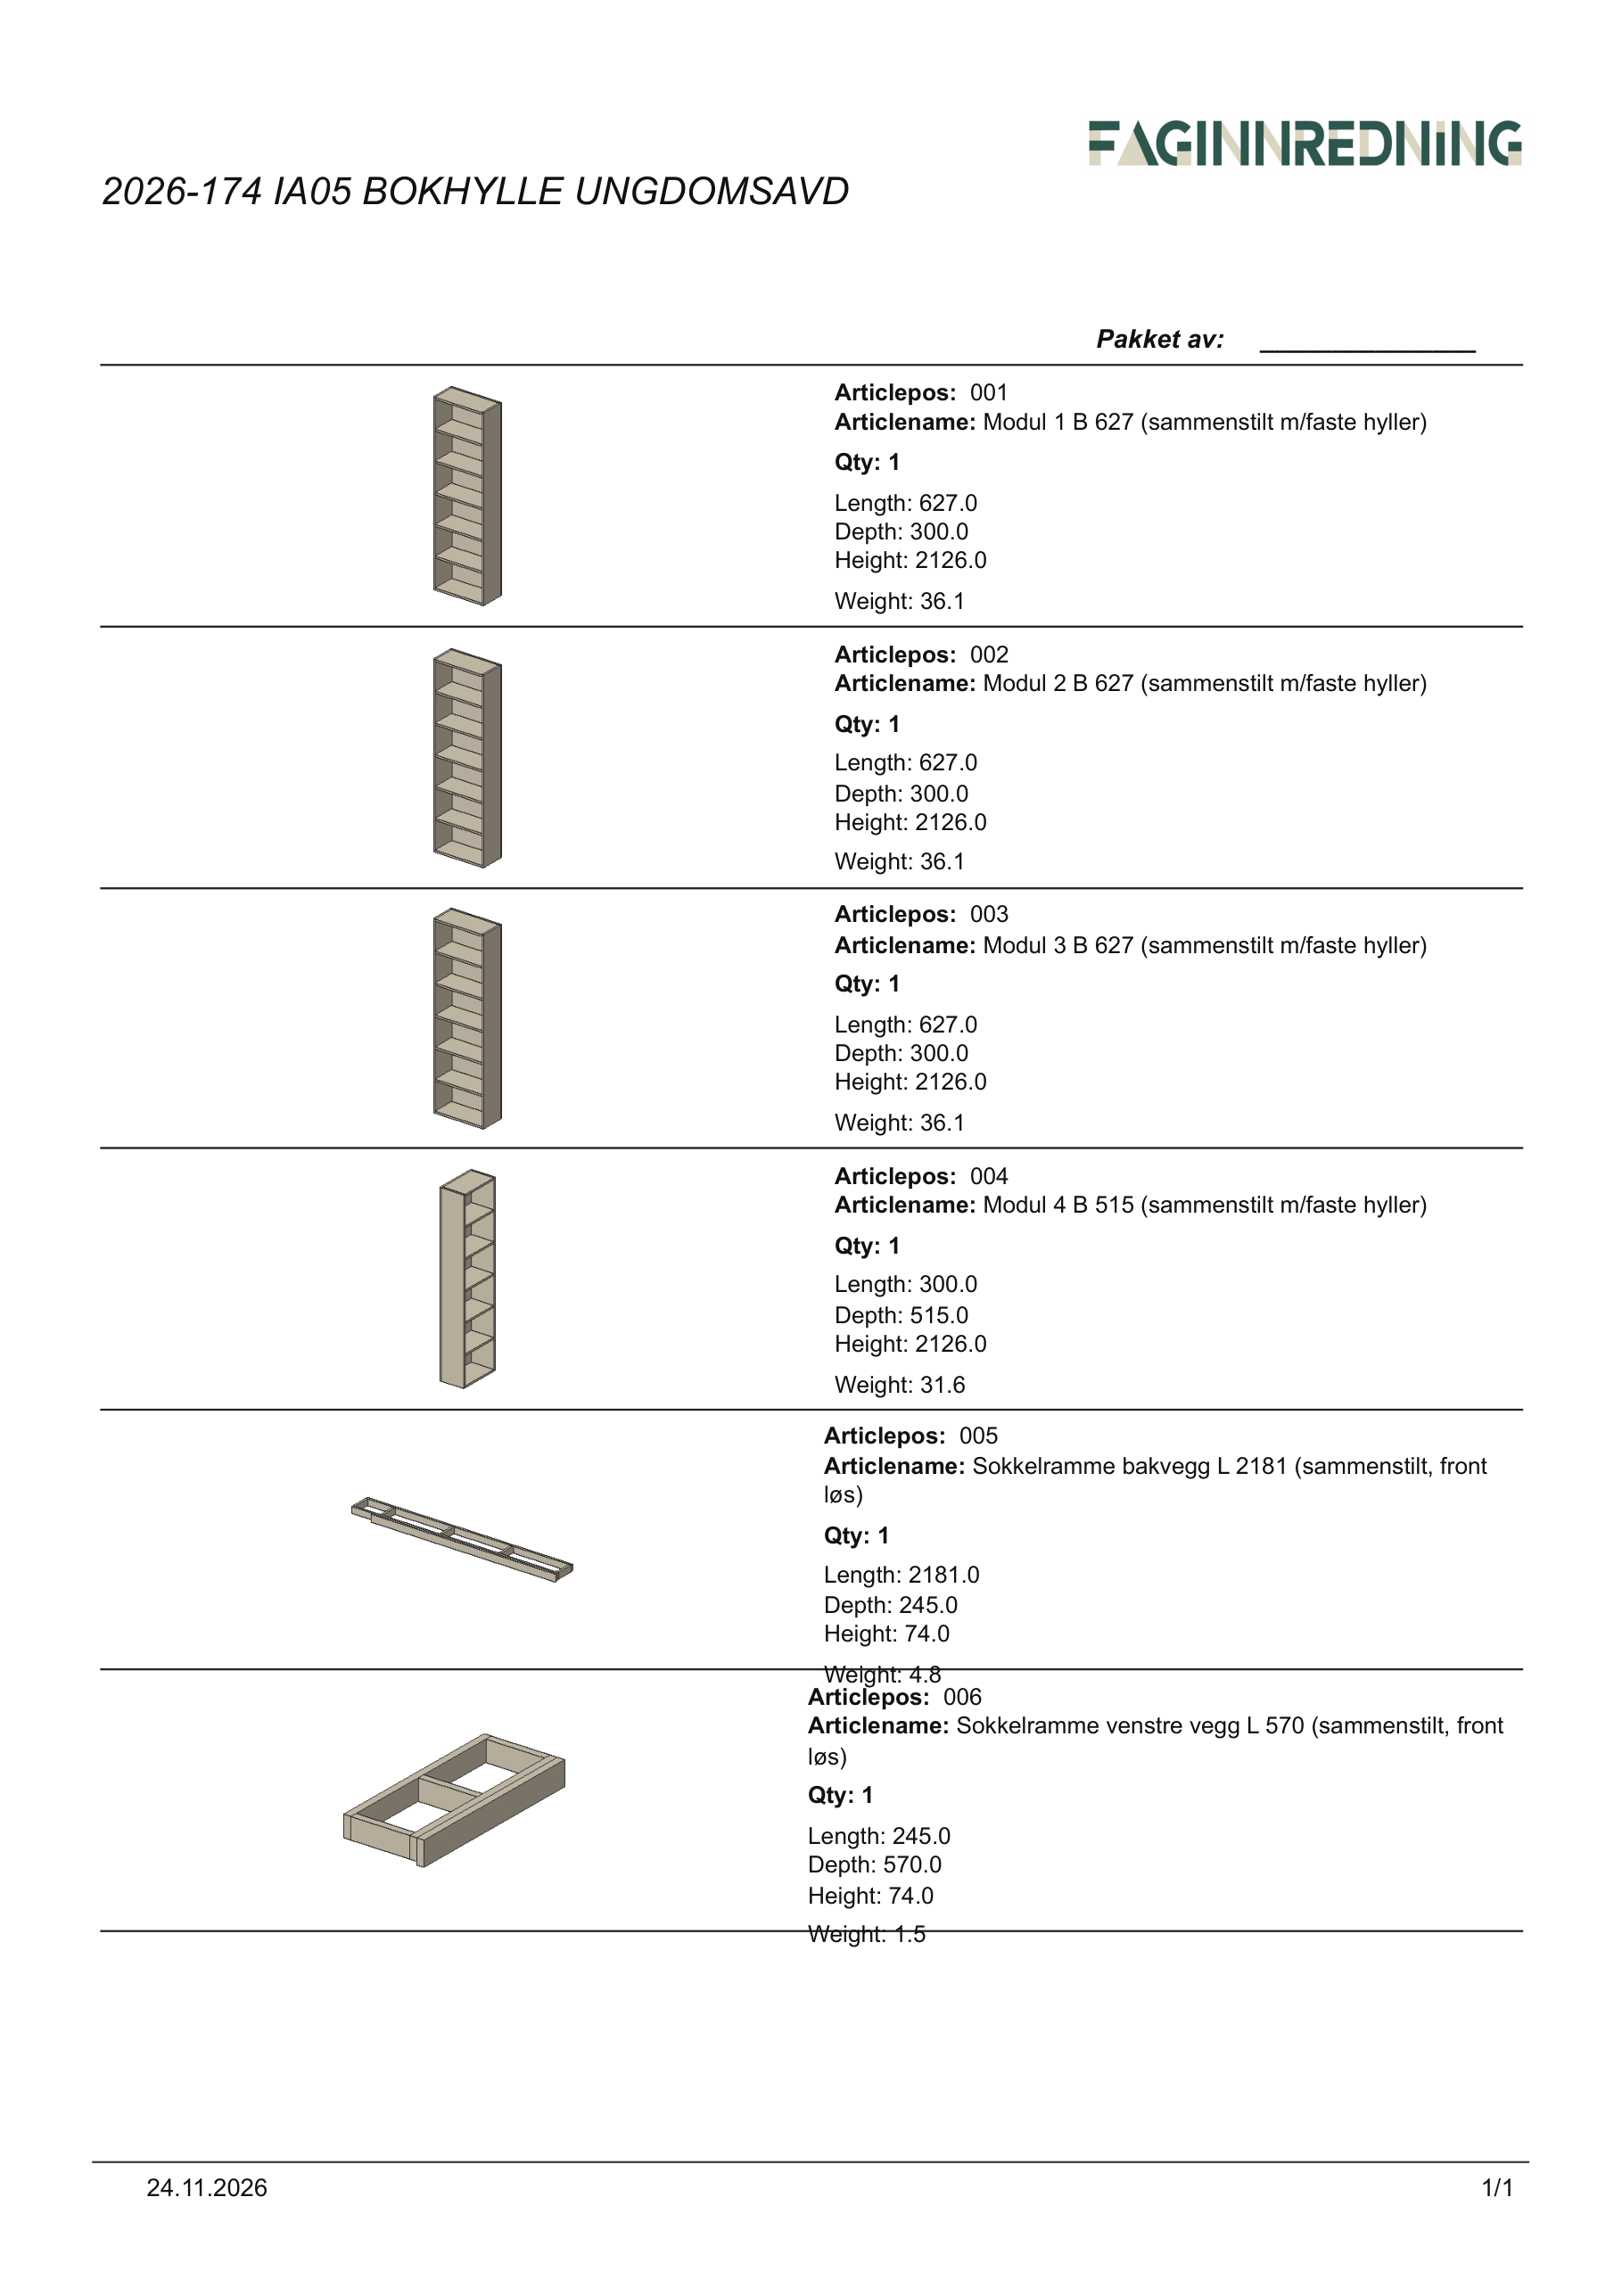 FAGINNREDNING
2026-174 IA05 BOKHYLLE UNGDOMSAVD
Pakket av: _______________
Articlepos: 001
Articlename: Modul 1 B 627 (sammenstilt m/faste hyller)
Qty: 1
Length: 627.0
Depth: 300.0
Height: 2126.0
Weight: 36.1
Articlepos: 002
Articlename: Modul 2 B 627 (sammenstilt m/faste hyller)
Qty: 1
Length: 627.0
Depth: 300.0
Height: 2126.0
Weight: 36.1
Articlepos: 003
Articlename: Modul 3 B 627 (sammenstilt m/faste hyller)
Qty: 1
Length: 627.0
Depth: 300.0
Height: 2126.0
Weight: 36.1
Articlepos: 004
Articlename: Modul 4 B 515 (sammenstilt m/faste hyller)
Qty: 1
Length: 300.0
Depth: 515.0
Height: 2126.0
Weight: 31.6
Articlepos: 005
Articlename: Sokkelramme bakvegg L 2181 (sammenstilt, front
løs)
Qty: 1
Length: 2181.0
Depth: 245.0
Height: 74.0
Weight: 4.8
Articlepos: 006
Articlename: Sokkelramme venstre vegg L 570 (sammenstilt, front
løs)
Qty: 1
Length: 245.0
Depth: 570.0
Height: 74.0
Weight: 1.5
24.11.2026
1/1